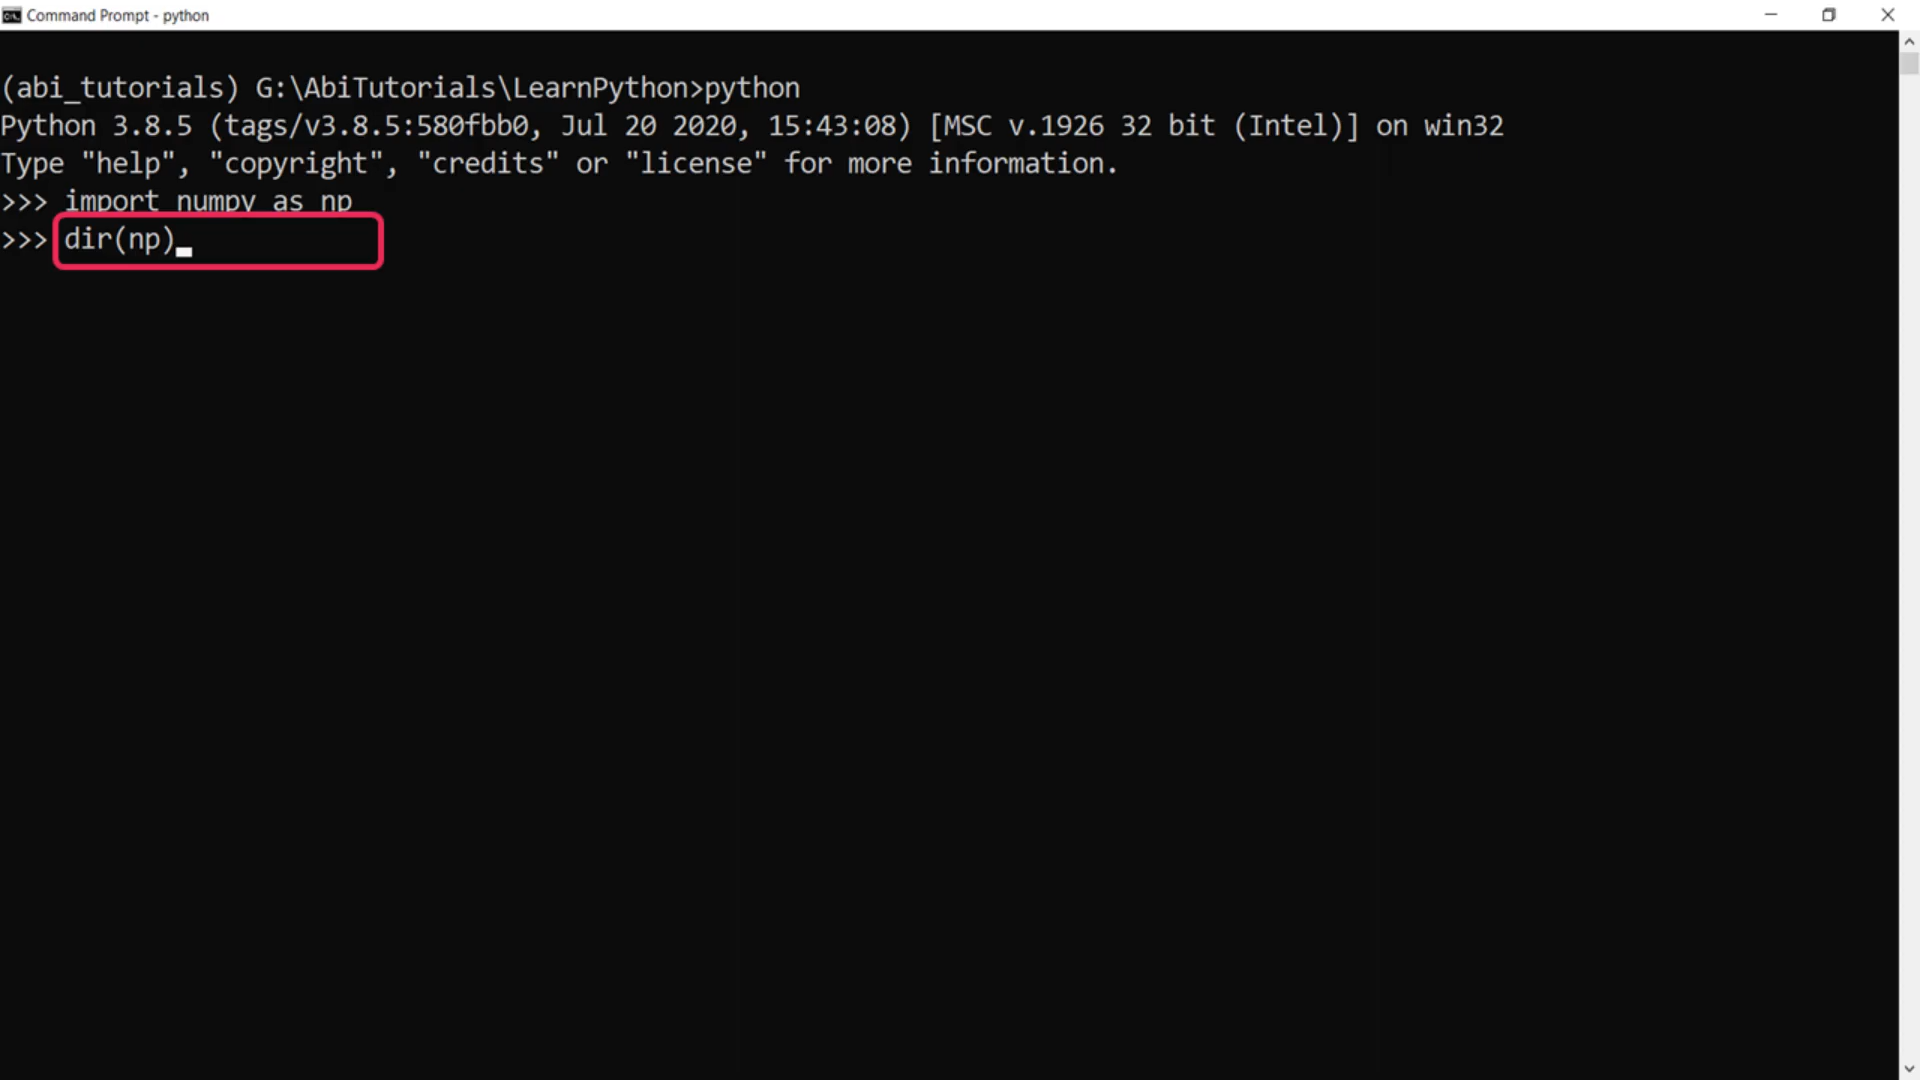 Command Prompt - python
(abi_tutorials) G:\AbiTutorials\LearnPython>python
Python 3.8.5 (tags/v3.8.5:580fbb0, Jul 20 2020, 15:43:08) [MSC v.1926 32 bit (Intel)] on win32
Type "help", "copyright", "credits" or "license" for more information.
>>> import numpy as np
>>> dir(np)